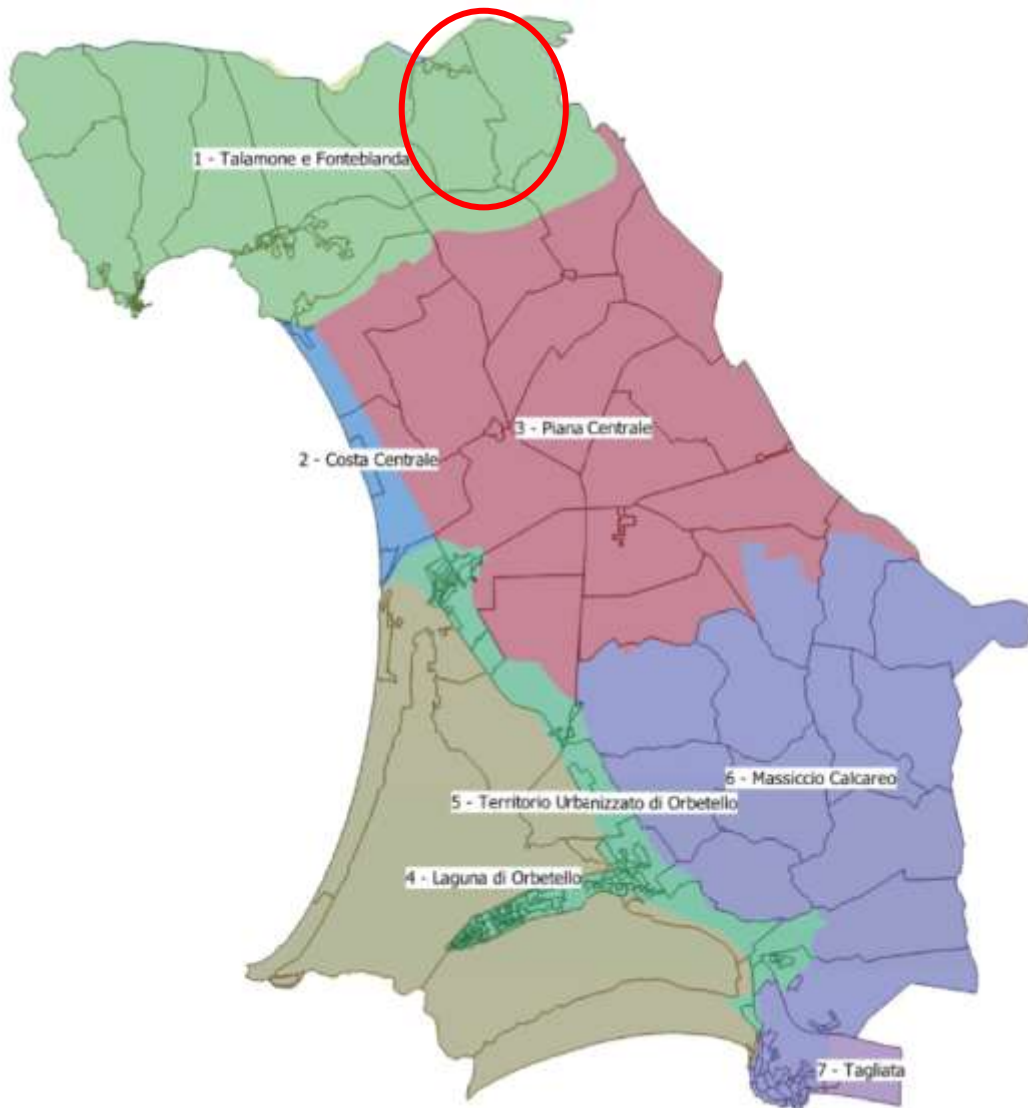 1 - Talamone e Fonteblanda
3 - Piana Centrale
2 - Costa Centrale
6 - Massiccio Calcareo
5 - Territorio Urbanizzato di Orbetello
4 - Laguna di Orbetello
7 - Tagliata